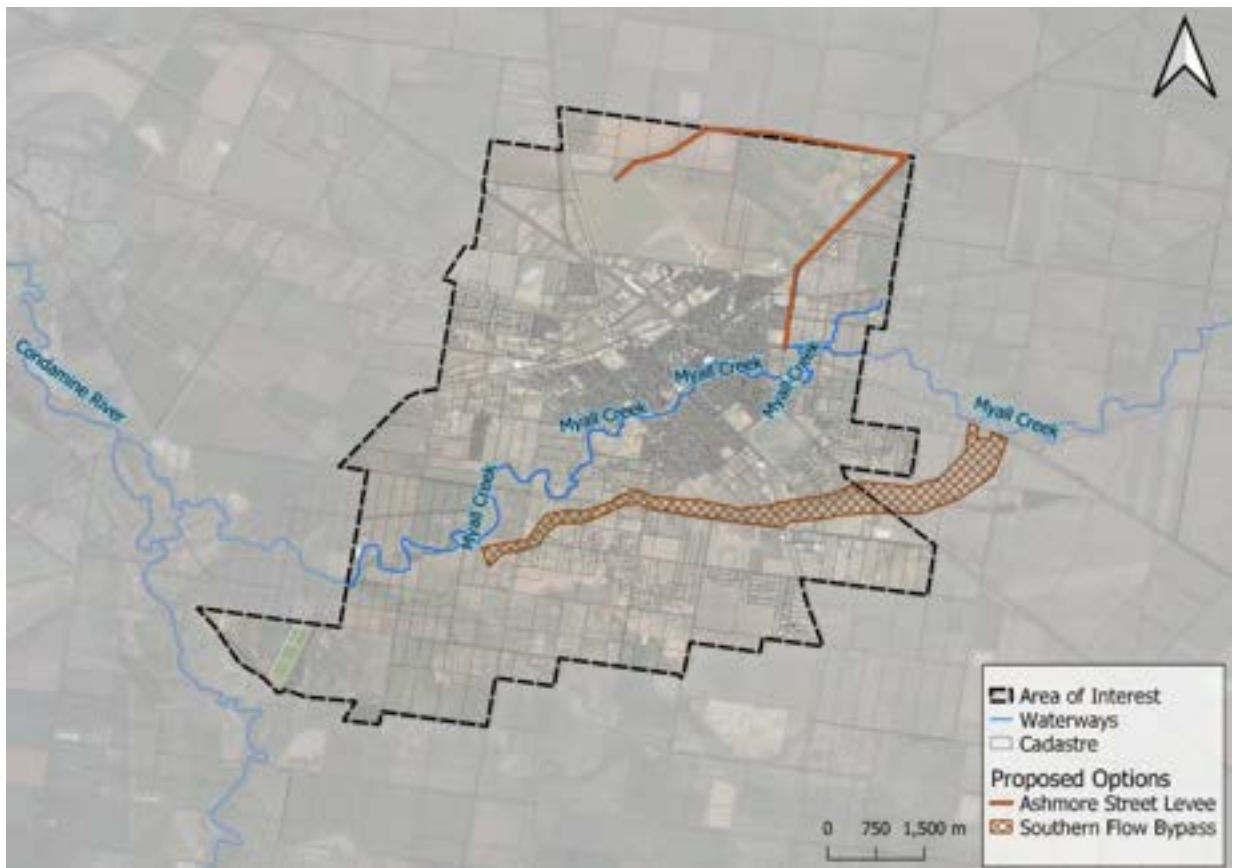 Condamine River
Myall Creek
Myall Creek
Myall Creek
Myall Creek
Myall Creek
Area of Interest
Waterways
Cadastre
Proposed Options
Ashmore Street Levee
Southern Flow Bypass
0 750 1,500 m